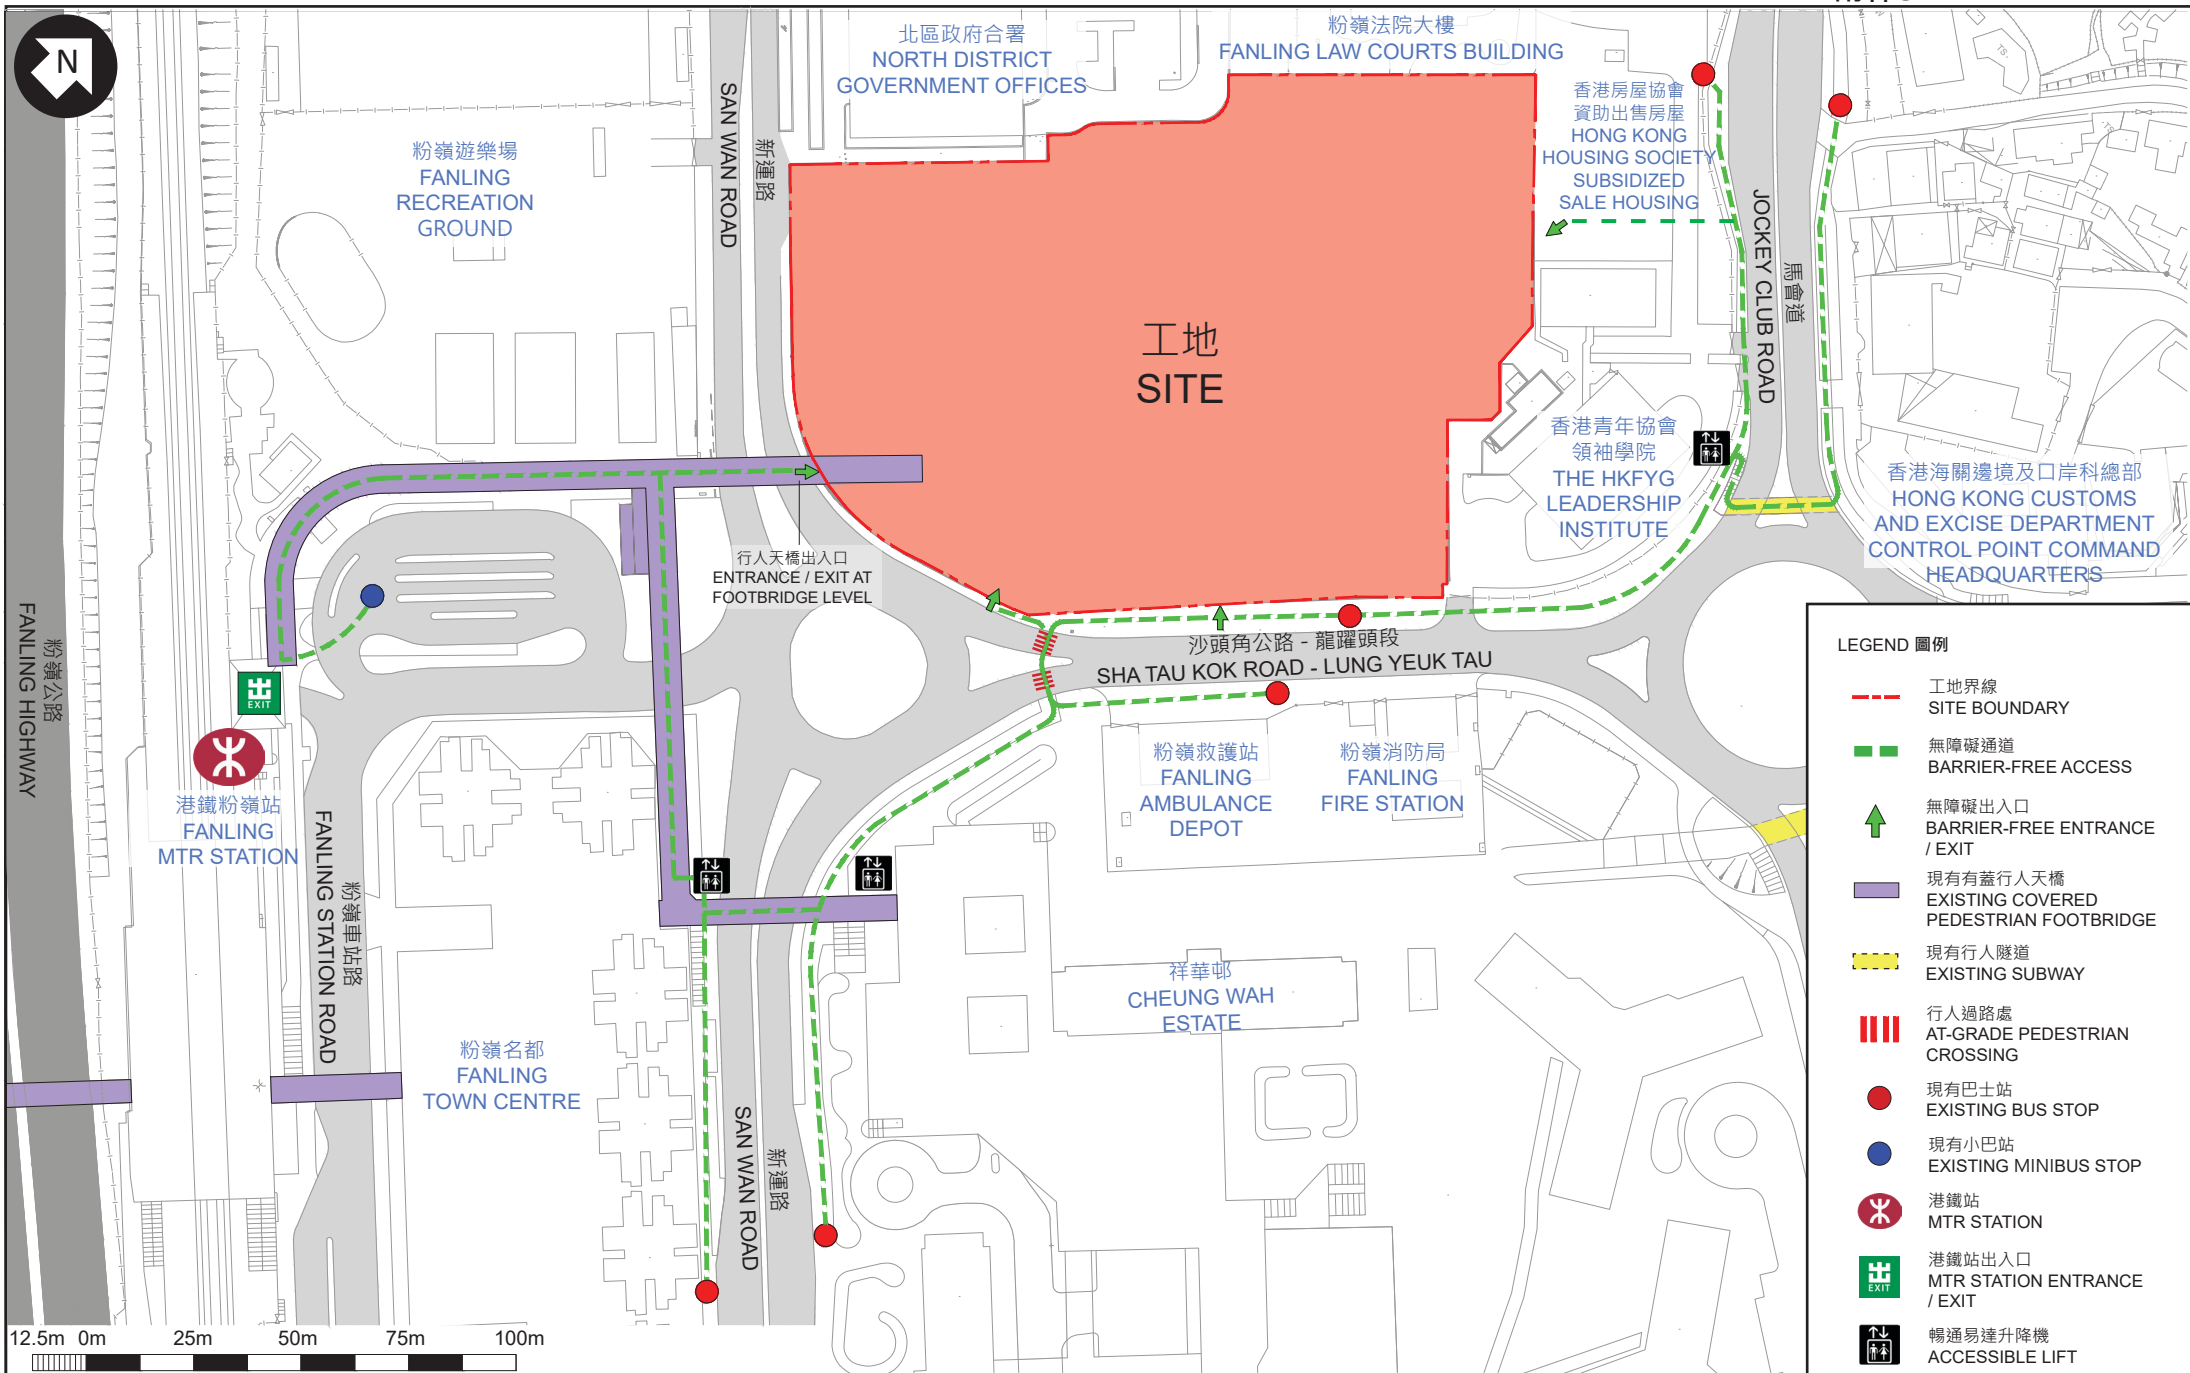 N
北區政府合署
NORTH DISTRICT
GOVERNMENT OFFICES
粉嶺法院大樓
FANLING LAW COURTS BUILDING
香港房屋協會
資助出售房屋
HONG KONG
HOUSING SOCIETY
SUBSIDIZED
SALE HOUSING
粉嶺遊樂場
FANLING
RECREATION
GROUND
SAN WAN ROAD
新運路
工地
SITE
JOCKEY CLUB ROAD
馬會道
TS
TS
香港青年協會
領袖學院
THE HKFYG
LEADERSHIP
INSTITUTE
香港海關邊境及口岸科總部
HONG KONG CUSTOMS
AND EXCISE DEPARTMENT
CONTROL POINT COMMAND
HEADQUARTERS
行人天橋出入口
ENTRANCE / EXIT AT
FOOTBRIDGE LEVEL
沙頭角公路 - 龍躍頭段
SHA TAU KOK ROAD - LUNG YEUK TAU
粉嶺公路
FANLING HIGHWAY
出
EXIT
港鐵粉嶺站
FANLING
MTR STATION
粉嶺車站路
FANLING STATION ROAD
粉嶺救護站
FANLING
AMBULANCE
DEPOT
粉嶺消防局
FANLING
FIRE STATION
祥華邨
CHEUNG WAH
ESTATE
粉嶺名都
FANLING
TOWN CENTRE
SAN WAN ROAD
新運路
12.5m 0m 25m 50m 75m 100m
LEGEND 圖例
工地界線
SITE BOUNDARY
無障礙通道
BARRIER-FREE ACCESS
無障礙出入口
BARRIER-FREE ENTRANCE
/ EXIT
現有有蓋行人天橋
EXISTING COVERED
PEDESTRIAN FOOTBRIDGE
現有行人隧道
EXISTING SUBWAY
行人過路處
AT-GRADE PEDESTRIAN
CROSSING
現有巴士站
EXISTING BUS STOP
現有小巴站
EXISTING MINIBUS STOP
港鐵站
MTR STATION
出
EXIT
港鐵站出入口
MTR STATION ENTRANCE
/ EXIT
暢通易達升降機
ACCESSIBLE LIFT